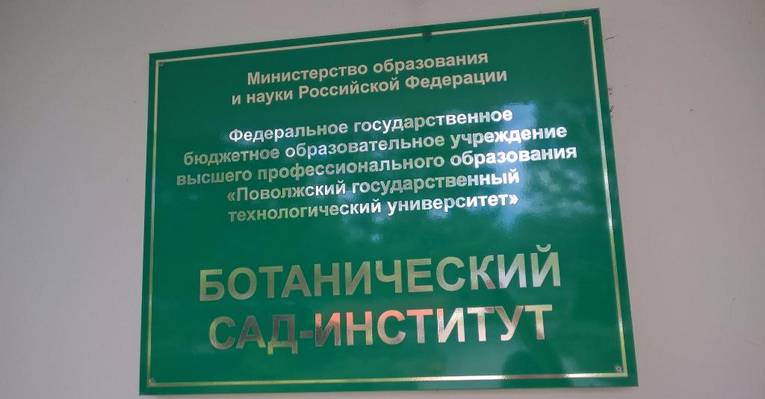 Министерство образования
и науки Российской Федерации
Федеральное государственное
бюджетное образовательное учреждение
высшего профессионального образования
«Поволжский государственный
технологический университет»
БОТАНИЧЕСКИЙ
САД-ИНСТИТУТ